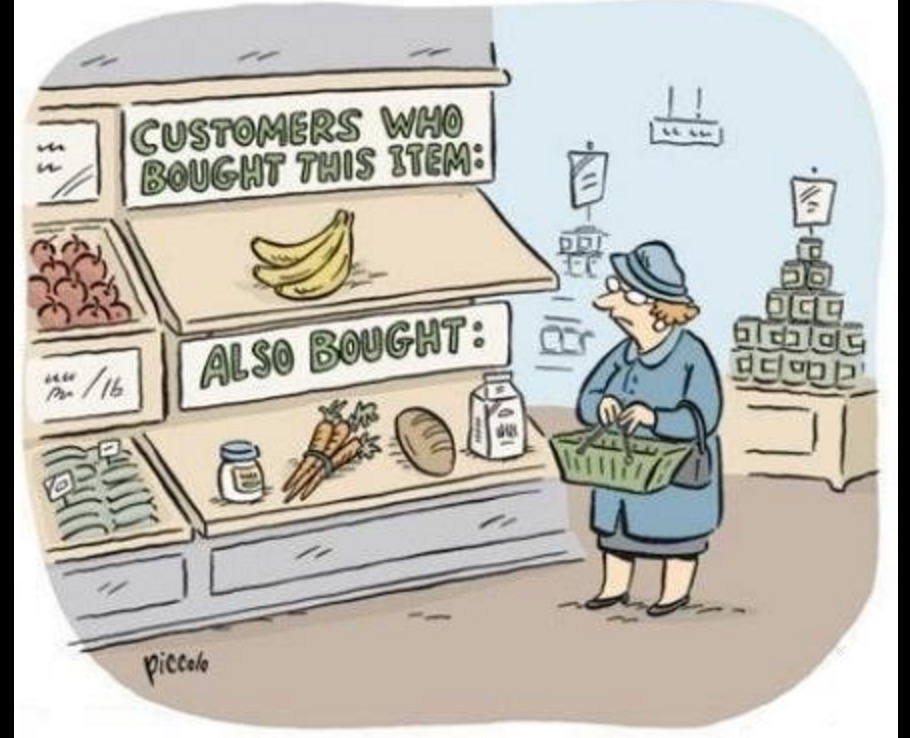 CUSTOMERS WHO
BOUGHT THIS ITEM:
ALSO BOUGHT:
/lb
piccolo